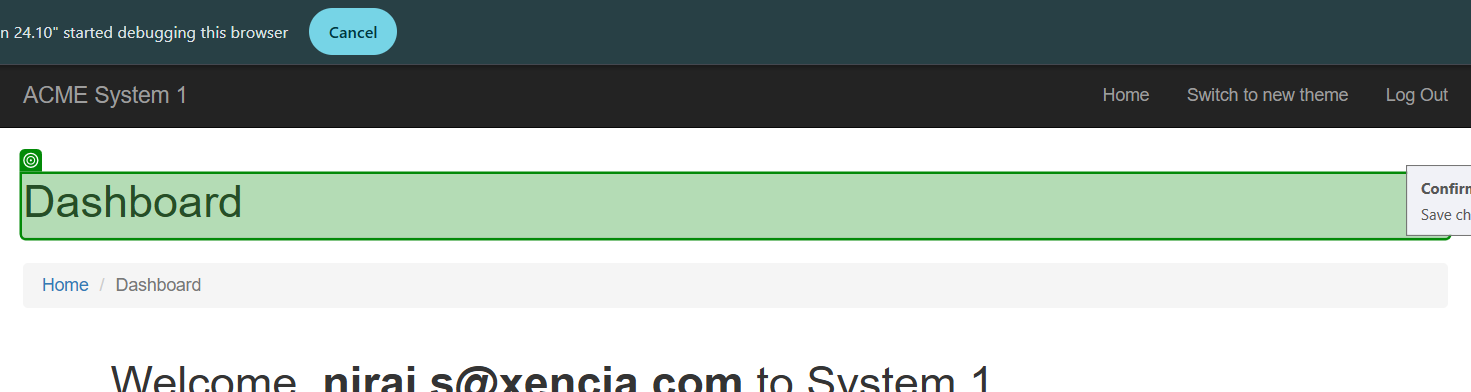 n 24.10" started debugging this browser Cancel
ACME System 1 Home Switch to new theme Log Out
Dashboard
Confirm
Save ch
Home / Dashboard
Welcome, niraj.s@xencia.com to System 1